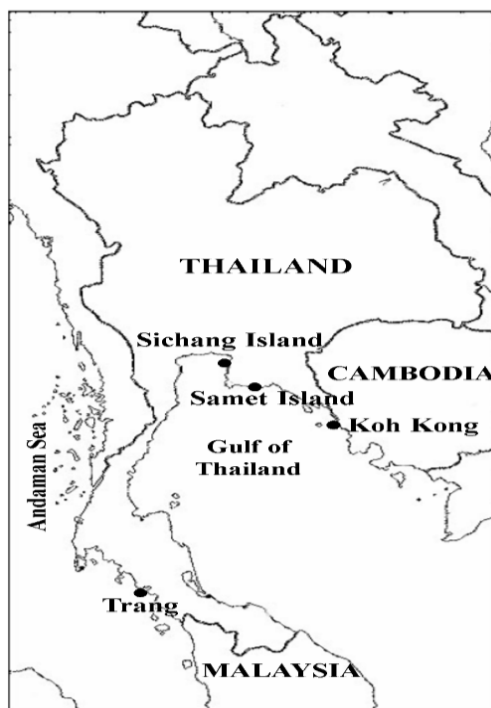 THAILAND
Sichang Island
CAMBODIA
Samet Island
Koh Kong
Gulf of
Thailand
Andaman Sea
Trang
MALAYSIA